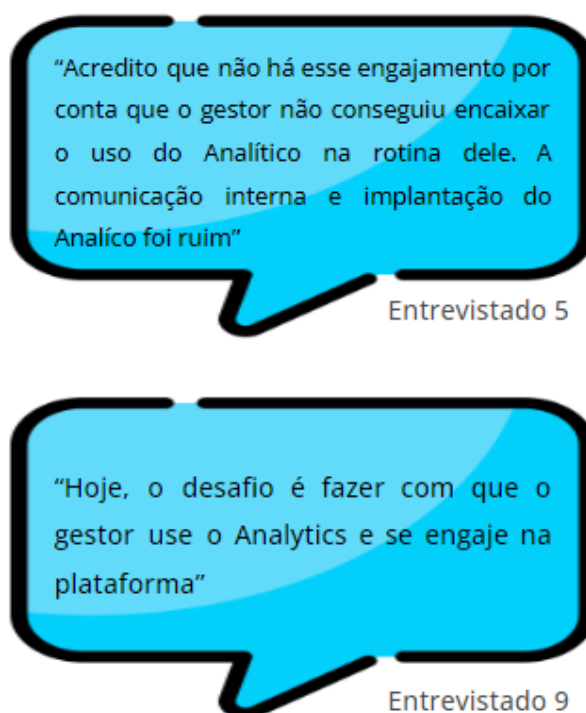 “Acredito que não há esse engajamento por
conta que o gestor não conseguiu encaixar
o uso do Analítico na rotina dele. A
comunicação interna e implantação do
Analíco foi ruim”
Entrevistado 5
“Hoje, o desafio é fazer com que o
gestor use o Analytics e se engaje na
plataforma”
Entrevistado 9